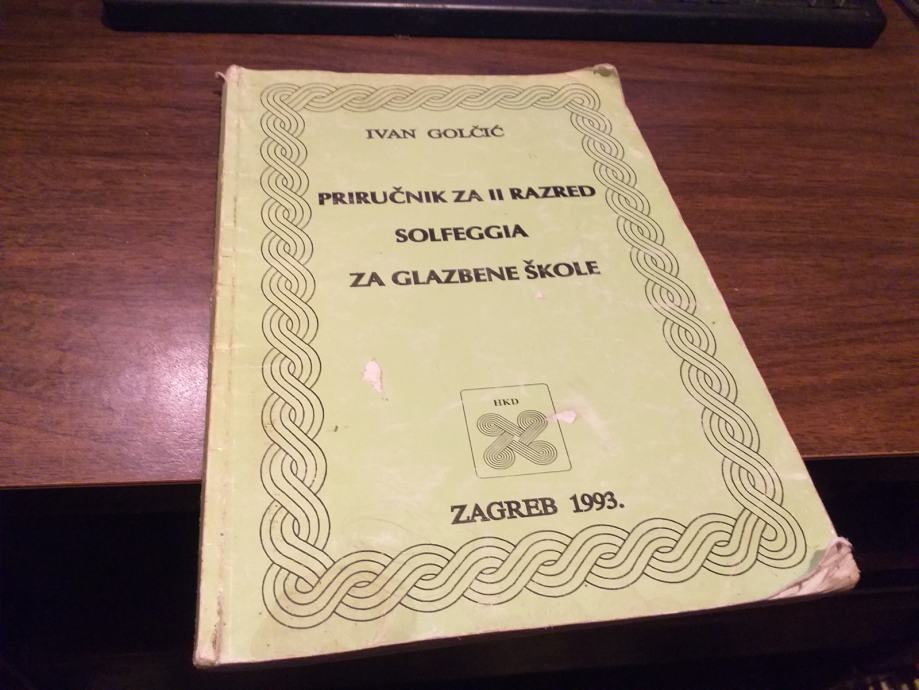 IVAN GOLČIĆ
PRIRUČNIK ZA II RAZRED
SOLFEGGIA
ZA GLAZBENE ŠKOLE
HKD
ZAGREB 1993.